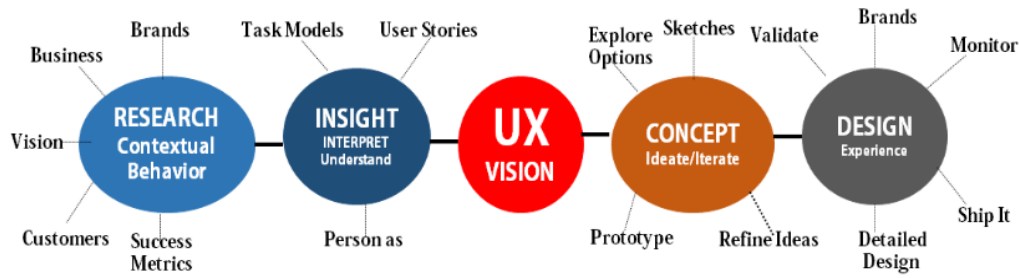 Brands
Business
Vision
Customers
Success
Metrics
RESEARCH
Contextual
Behavior
Task Models
User Stories
INSIGHT
INTERPRET
Understand
Person as
UX
VISION
Explore
Options
Sketches
CONCEPT
Ideate/Iterate
Prototype
Refine Ideas
Validate
Brands
Monitor
DESIGN
Experience
Ship It
Detailed
Design